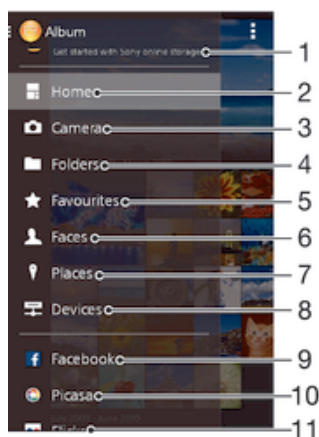 Album
Get started with Sony online storage 1
Home 2
Camera 3
Folders 4
Favourites 5
Faces 6
Places 7
Devices 8
Facebook 9
Picasa 10
Flickr 11